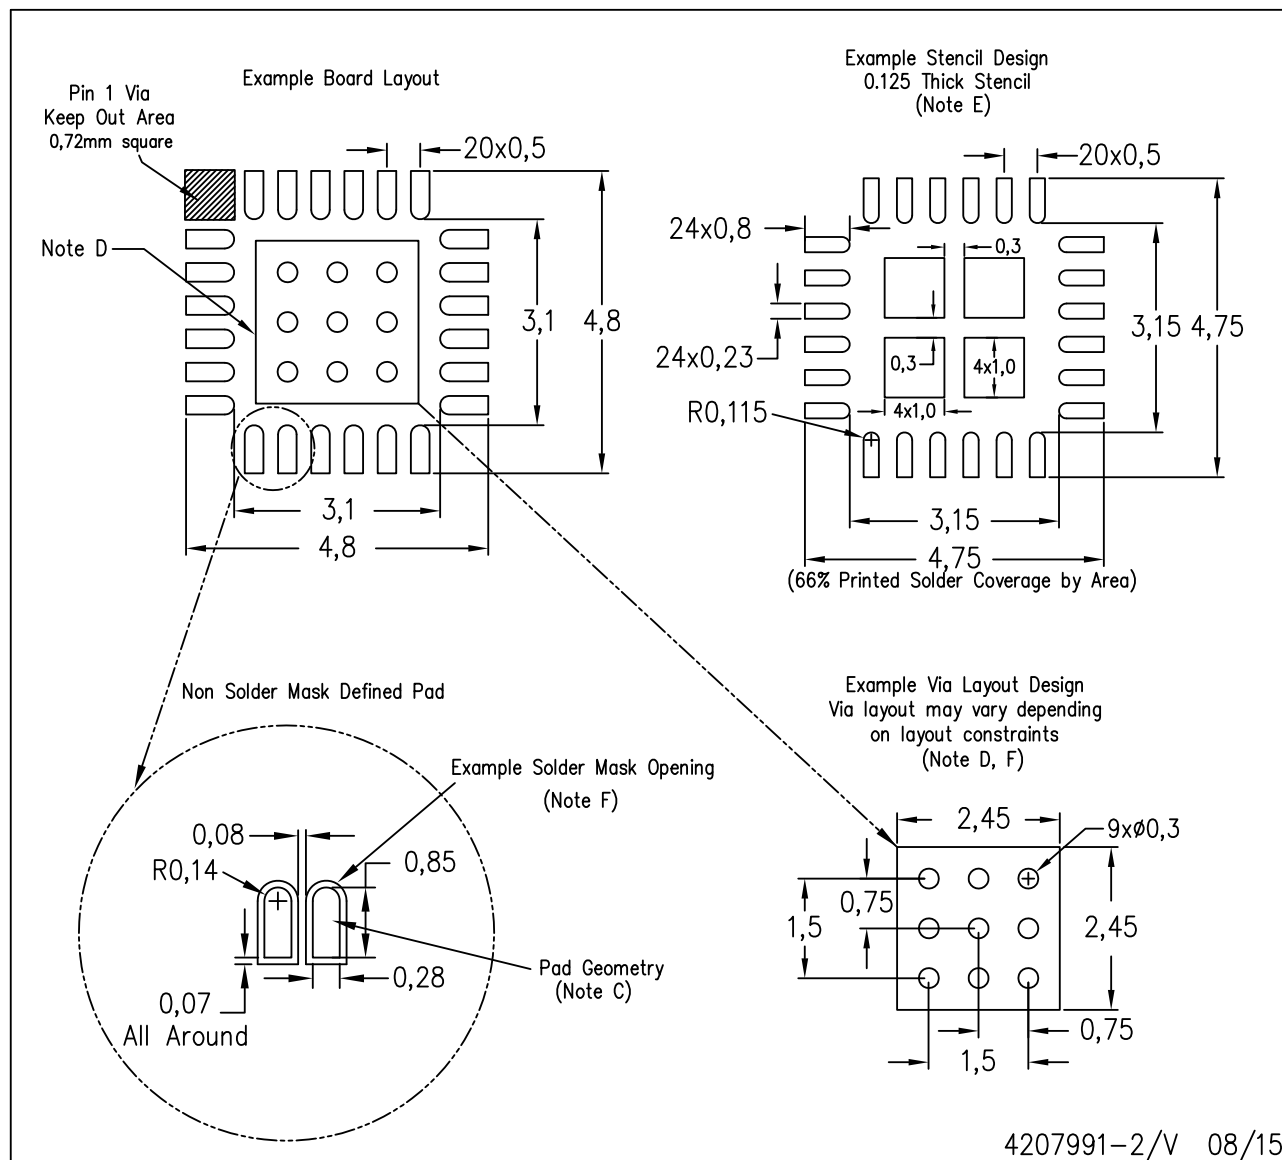 Example Board Layout
Pin 1 Via
Keep Out Area
0,72mm square
20x0,5
Note D
3,1
4,8
3,1
4,8
Example Stencil Design
0.125 Thick Stencil
(Note E)
20x0,5
24x0,8
0,3
3,15
4,75
24x0,23
0,3
4x1,0
R0,115
4x1,0
3,15
4,75
(66% Printed Solder Coverage by Area)
Non Solder Mask Defined Pad
Example Solder Mask Opening
(Note F)
0,08
R0,14
0,85
Pad Geometry
(Note C)
0,28
0,07
All Around
Example Via Layout Design
Via layout may vary depending
on layout constraints
(Note D, F)
2,45
9xø0,3
0,75
1,5
2,45
0,75
1,5
4207991-2/V 08/15